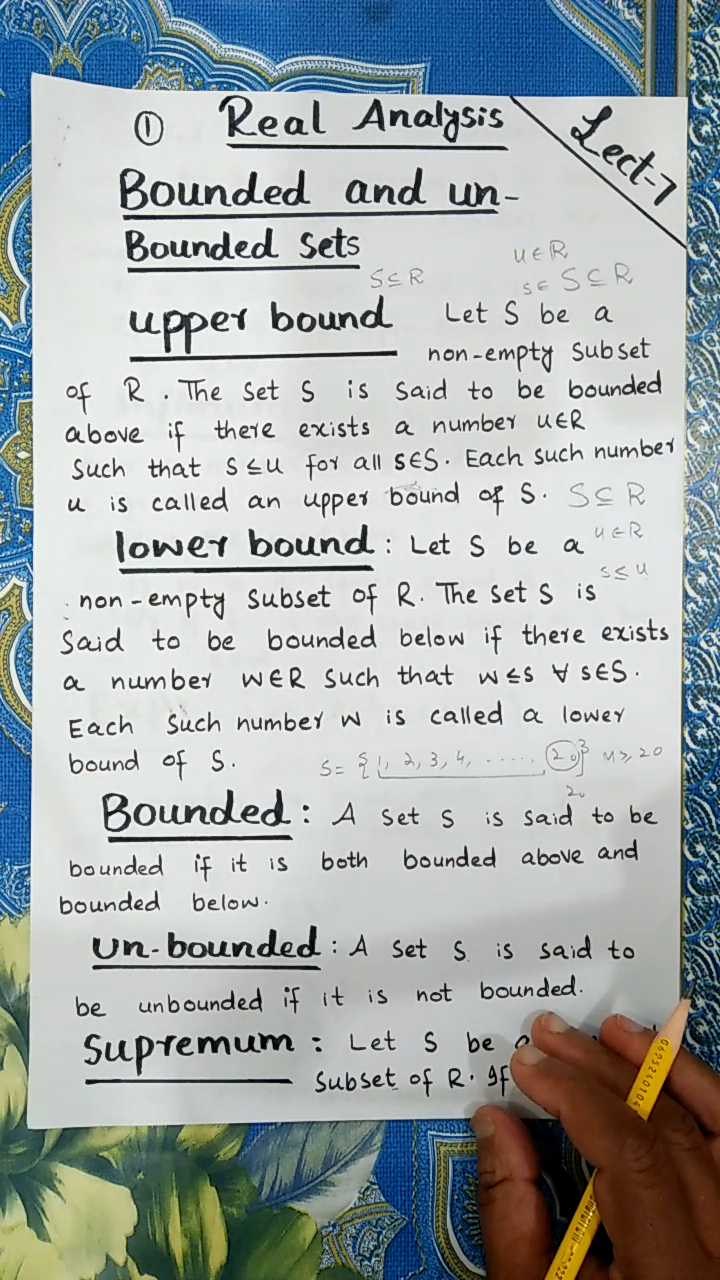 ① Real Analysis
Lect-7
Bounded and un-
Bounded sets
S⊆R
u∈R
s∈ S⊆R
upper bound Let S be a
non-empty subset
of R. The set S is said to be bounded
above if there exists a number u∈R
Such that s≤u for all s∈S. Each such number
u is called an upper bound of S. S⊆R
lower bound: Let S be a u∈R
s≤u
non-empty subset of R. The set S is
Said to be bounded below if there exists
a number w∈R such that w≤s ∀ s∈S.
Each Such number w is called a lower
bound of S. S={1, 2, 3, 4, ...... 20} M≥20
20
Bounded: A set S is said to be
bounded if it is both bounded above and
bounded below.
un-bounded: A set S is said to
be unbounded if it is not bounded.
Supremum: Let S be a
Subset of R. If